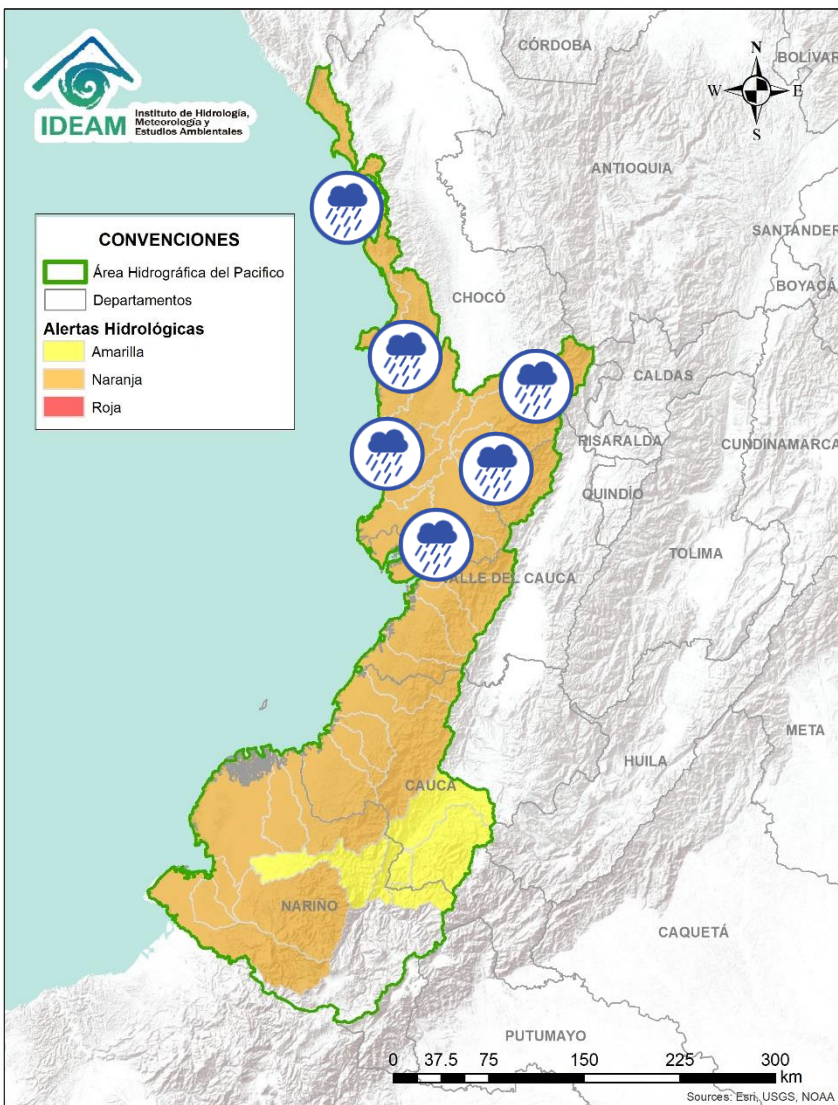 IDEAM
Instituto de Hidrología,
Meteorología y
Estudios Ambientales
CÓRDOBA
BOLÍVAR
N
W E
S
ANTIOQUIA
SANTANDER
BOYACÁ
CONVENCIONES
Área Hidrográfica del Pacifico
Departamentos
Alertas Hidrológicas
Amarilla
Naranja
Roja
CHOCÓ
CALDAS
RISARALDA
CUNDINAMARCA
QUINDÍO
TOLIMA
VALLE DEL CAUCA
META
HUILA
CAUCA
NARIÑO
CAQUETÁ
PUTUMAYO
0 37.5 75 150 225 300
km
Sources: Esri, USGS, NOAA